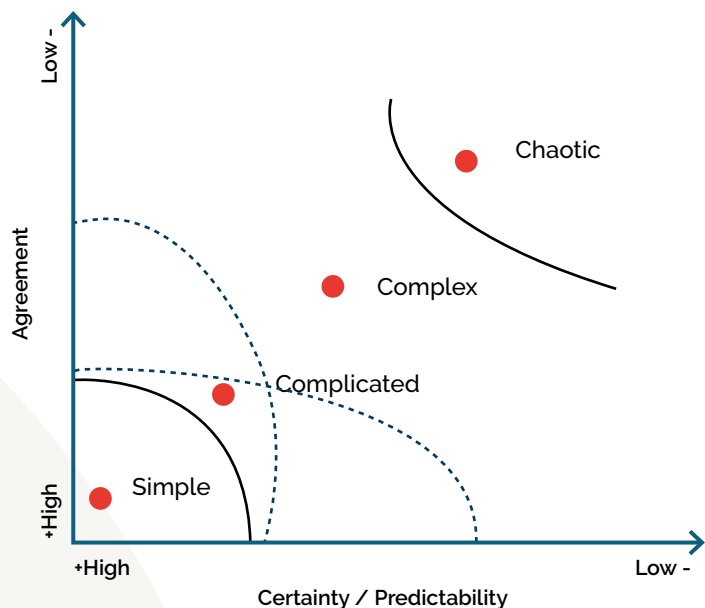 Low -
Chaotic
Agreement
Complex
Complicated
Simple
+High
+High
Low -
Certainty / Predictability